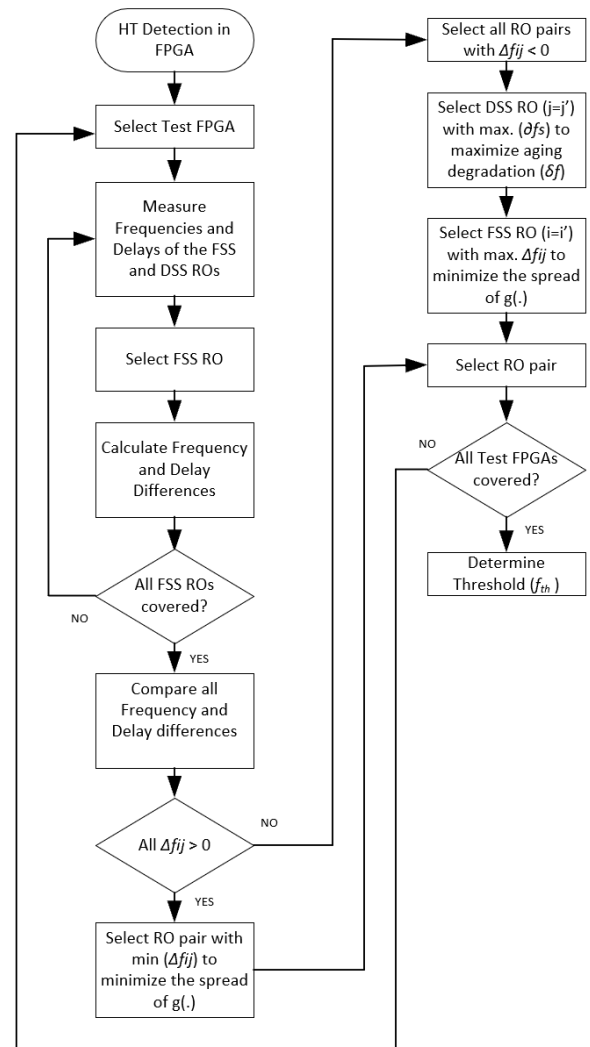 HT Detection in
FPGA
Select Test FPGA
Measure
Frequencies and
Delays of the FSS
and DSS ROs
Select FSS RO
Calculate Frequency
and Delay
Differences
All FSS ROs
covered?
NO
YES
Compare all
Frequency and
Delay differences
All Δfij > 0
NO
YES
Select RO pair with
min (Δfij) to
minimize the spread
of g(.)
Select all RO pairs
with Δfij < 0
Select DSS RO (j=j’)
with max. (∂fs) to
maximize aging
degradation (δf)
Select FSS RO (i=i’)
with max. Δfij to
minimize the spread
of g(.)
Select RO pair
All Test FPGAs
covered?
NO
YES
Determine
Threshold (fth )